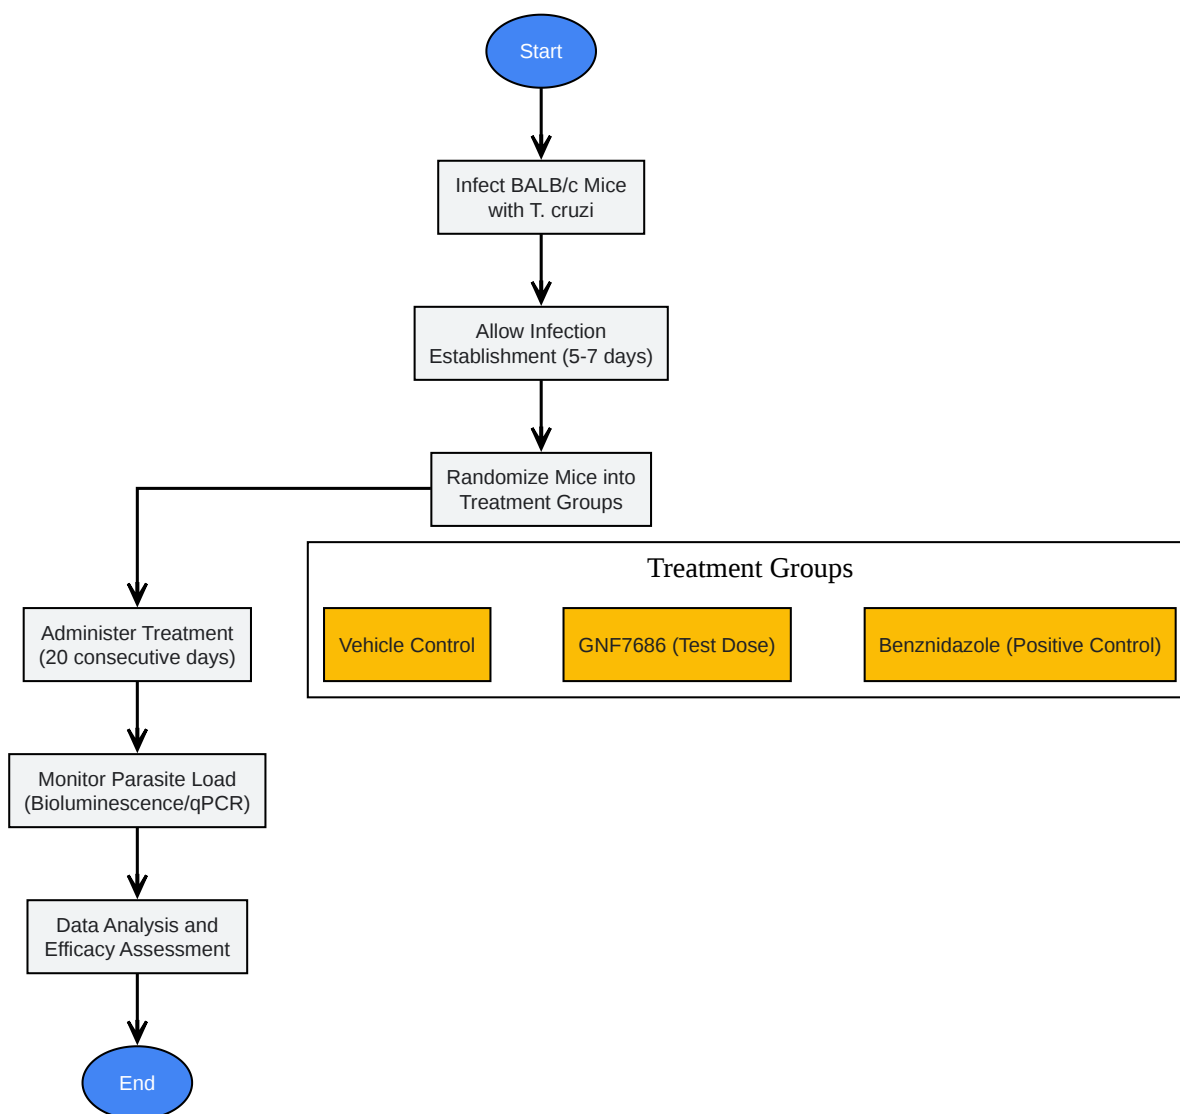 Start
Infect BALB/c Mice
with T. cruzi
Allow Infection
Establishment (5-7 days)
Randomize Mice into
Treatment Groups
Treatment Groups
Administer Treatment
(20 consecutive days)
Vehicle Control
GNF7686 (Test Dose)
Benznidazole (Positive Control)
Monitor Parasite Load
(Bioluminescence/qPCR)
Data Analysis and
Efficacy Assessment
End